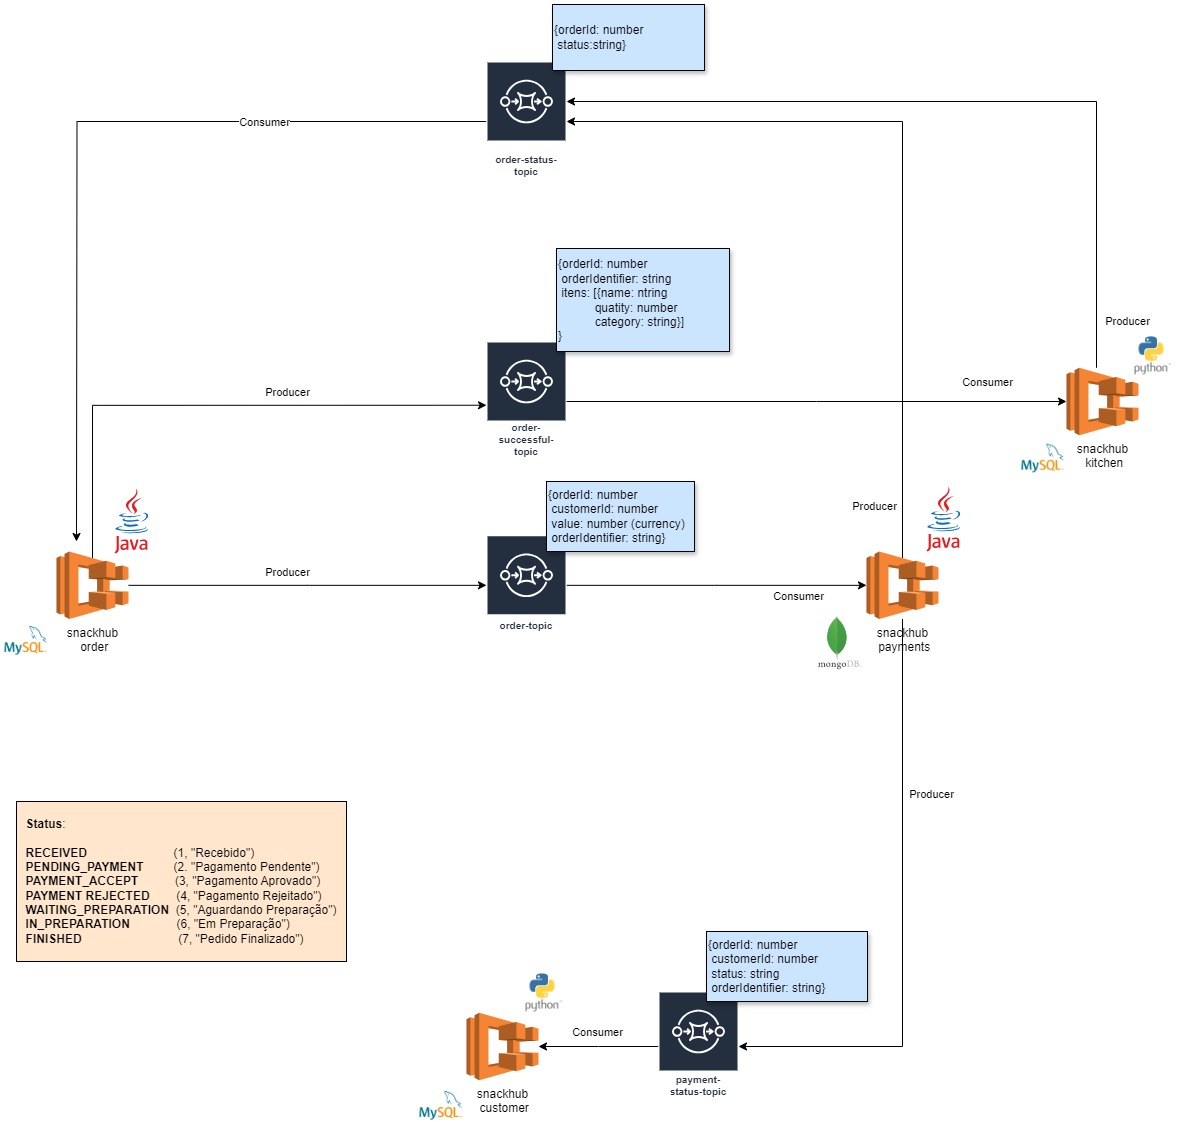 {orderId: number
status:string}
Consumer
order-status-
topic
{orderId: number
orderIdentifier: string
itens: [{name: ntring
quatity: number
category: string}]
}
Producer
python
Producer
Consumer
order-
successful-
topic
snackhub
kitchen
MySQL
{orderId: number
customerId: number
value: number (currency)
orderIdentifier: string}
Producer
Java
Java
Producer
Consumer
order-topic
snackhub
order
MySQL
snackhub
payments
mongoDB
Producer
Status:
RECEIVED (1, "Recebido")
PENDING_PAYMENT (2. "Pagamento Pendente")
PAYMENT_ACCEPT (3, "Pagamento Aprovado")
PAYMENT REJECTED (4, "Pagamento Rejeitado")
WAITING_PREPARATION (5, "Aguardando Preparação")
IN_PREPARATION (6, "Em Preparação")
FINISHED (7, "Pedido Finalizado")
{orderId: number
customerId: number
status: string
orderIdentifier: string}
python
Consumer
payment-
status-topic
snackhub
customer
MySQL